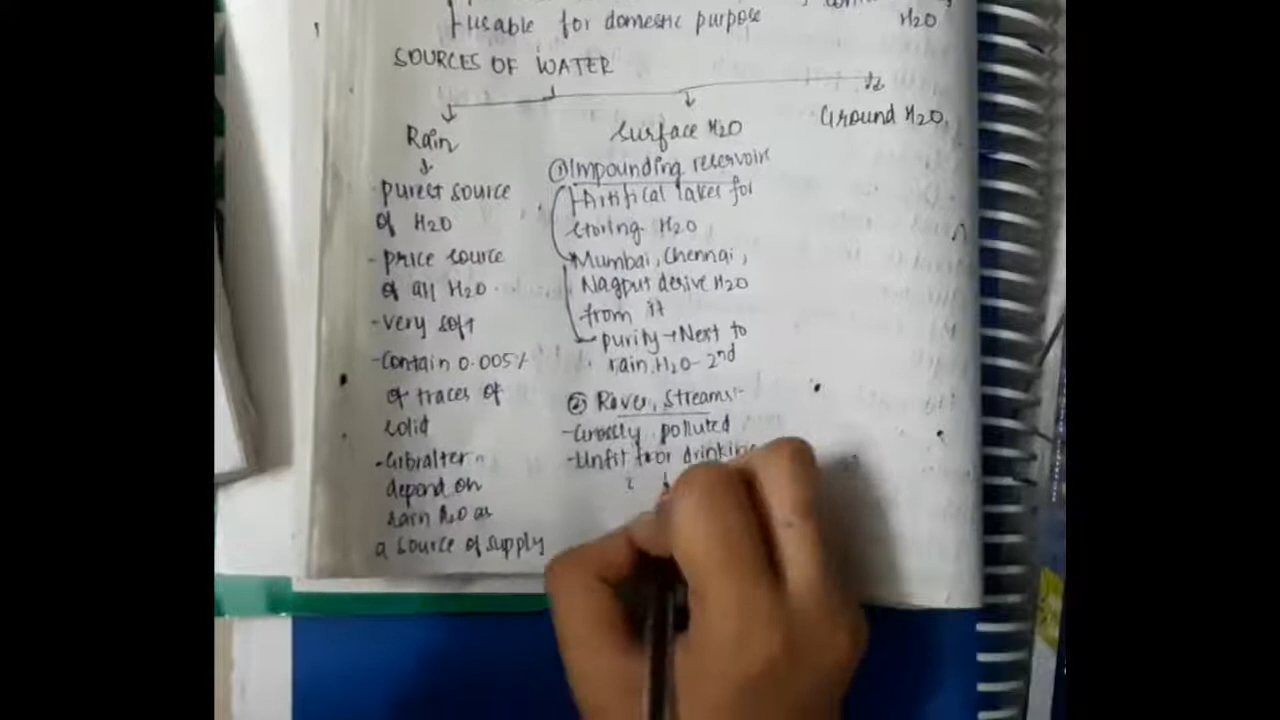 usable for domestic purpose
H2O
SOURCES OF WATER
Rain
purest source
of H2O
- price source
of all H2O
- very soft
- contain 0.005%
of traces of
solid
- Gibralter
depend on
rain H2O as
a source of supply
Surface H2O
① Impounding reservoir
Artifical lakes for
storing H2O
Mumbai, Chennai,
Nagpur derive H2O
from it
purity → Next to
rain H2O - 2nd
② River, Streams:-
- Grossly polluted
- Unfit for drinking
Ground H2O